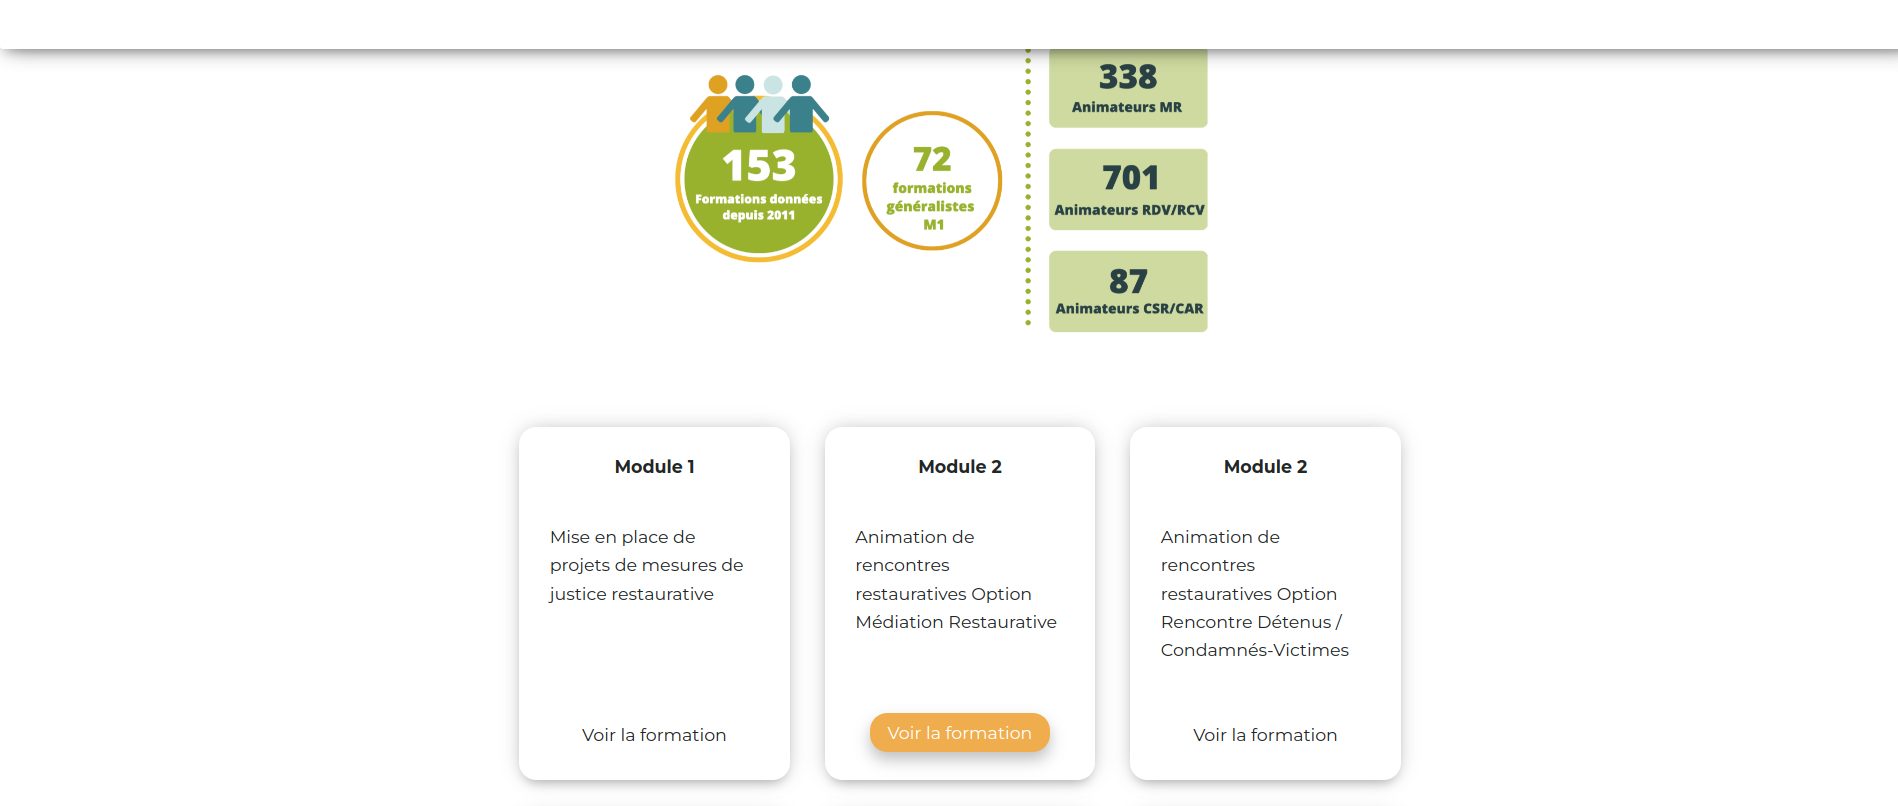 153
Formations données
depuis 2011
72
formations
généralistes
M1
338
Animateurs MR
701
Animateurs RDV/RCV
87
Animateurs CSR/CAR
Module 1
Mise en place de
projets de mesures de
justice restaurative
Voir la formation
Module 2
Animation de
rencontres
restauratives Option
Médiation Restaurative
Voir la formation
Module 2
Animation de
rencontres
restauratives Option
Rencontre Détenus /
Condamnés-Victimes
Voir la formation